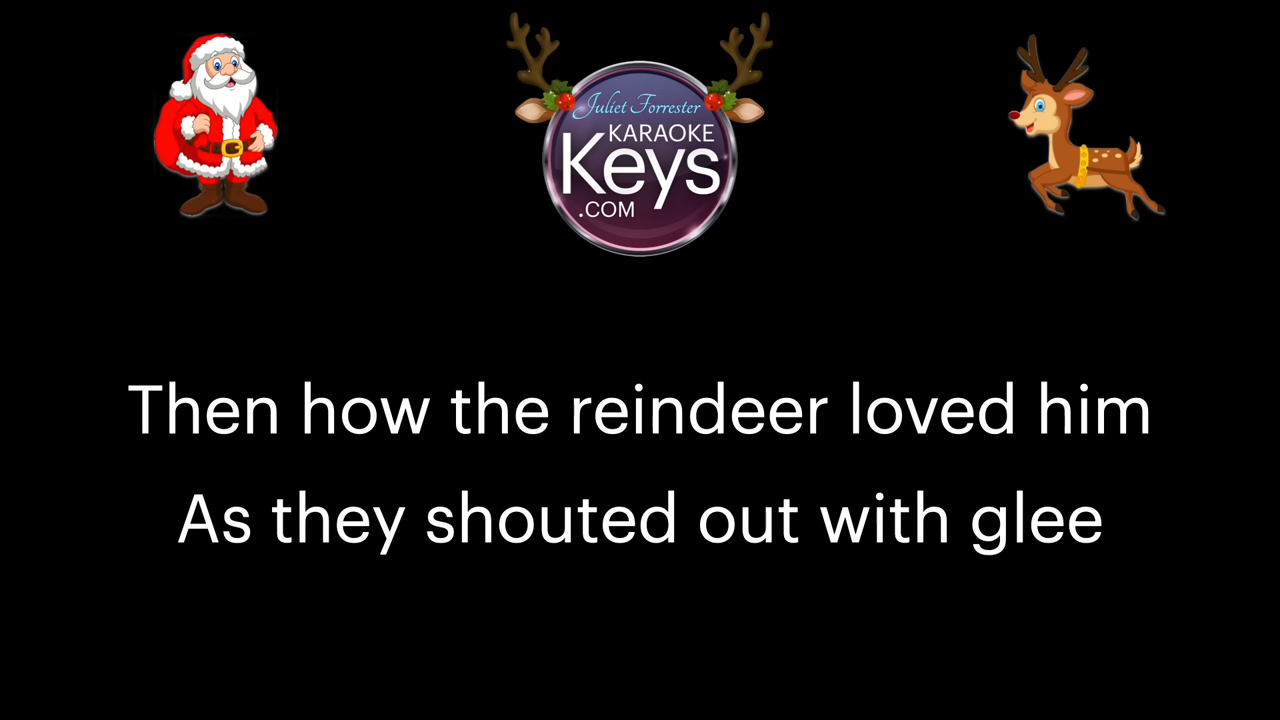 Juliet Forrester
KARAOKE
Keys
.COM
Then how the reindeer loved him
As they shouted out with glee